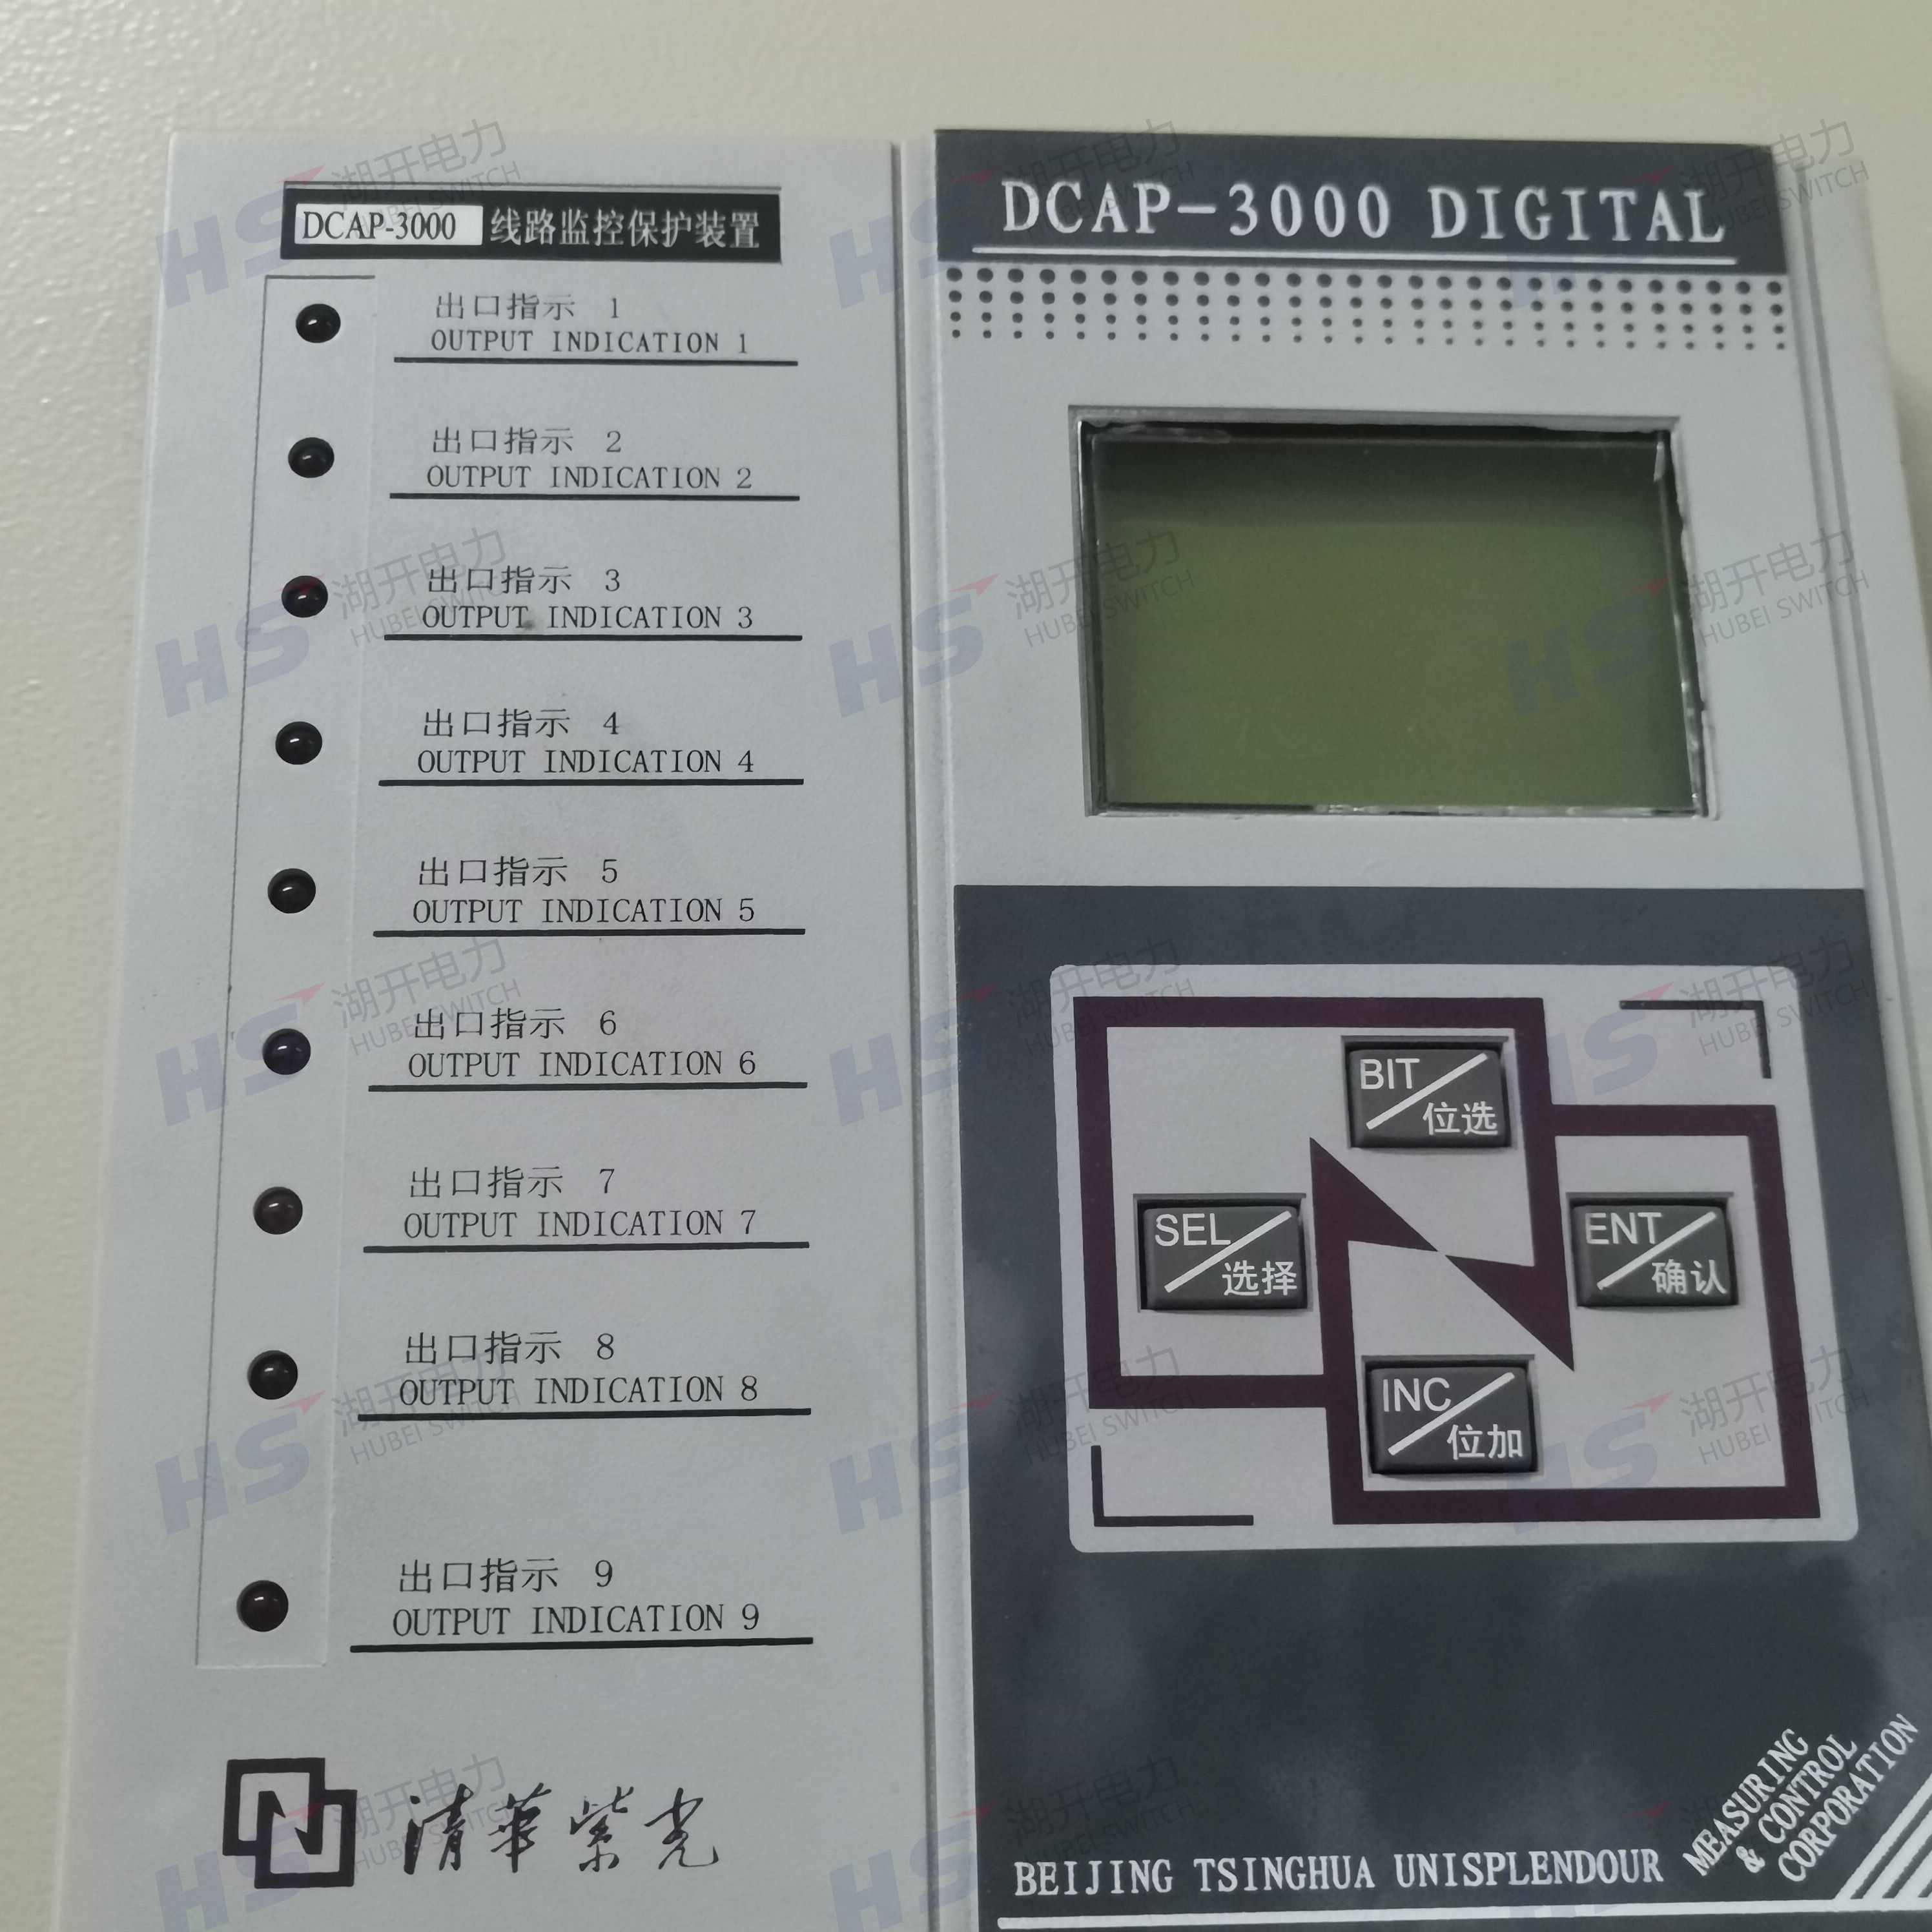 DCAP-3000 线路监控保护装置
出口指示 1
OUTPUT INDICATION 1
出口指示 2
OUTPUT INDICATION 2
出口指示 3
OUTPUT INDICATION 3
出口指示 4
OUTPUT INDICATION 4
出口指示 5
OUTPUT INDICATION 5
出口指示 6
OUTPUT INDICATION 6
出口指示 7
OUTPUT INDICATION 7
出口指示 8
OUTPUT INDICATION 8
出口指示 9
OUTPUT INDICATION 9
清華紫光
DCAP-3000 DIGITAL
BIT
位选
SEL
选择
ENT
确认
INC
位加
BEIJING TSINGHUA UNISPLENDOUR
MEASURING
& CONTROL
CORPORATION
HS 湖开电力
HUBEI SWITCH